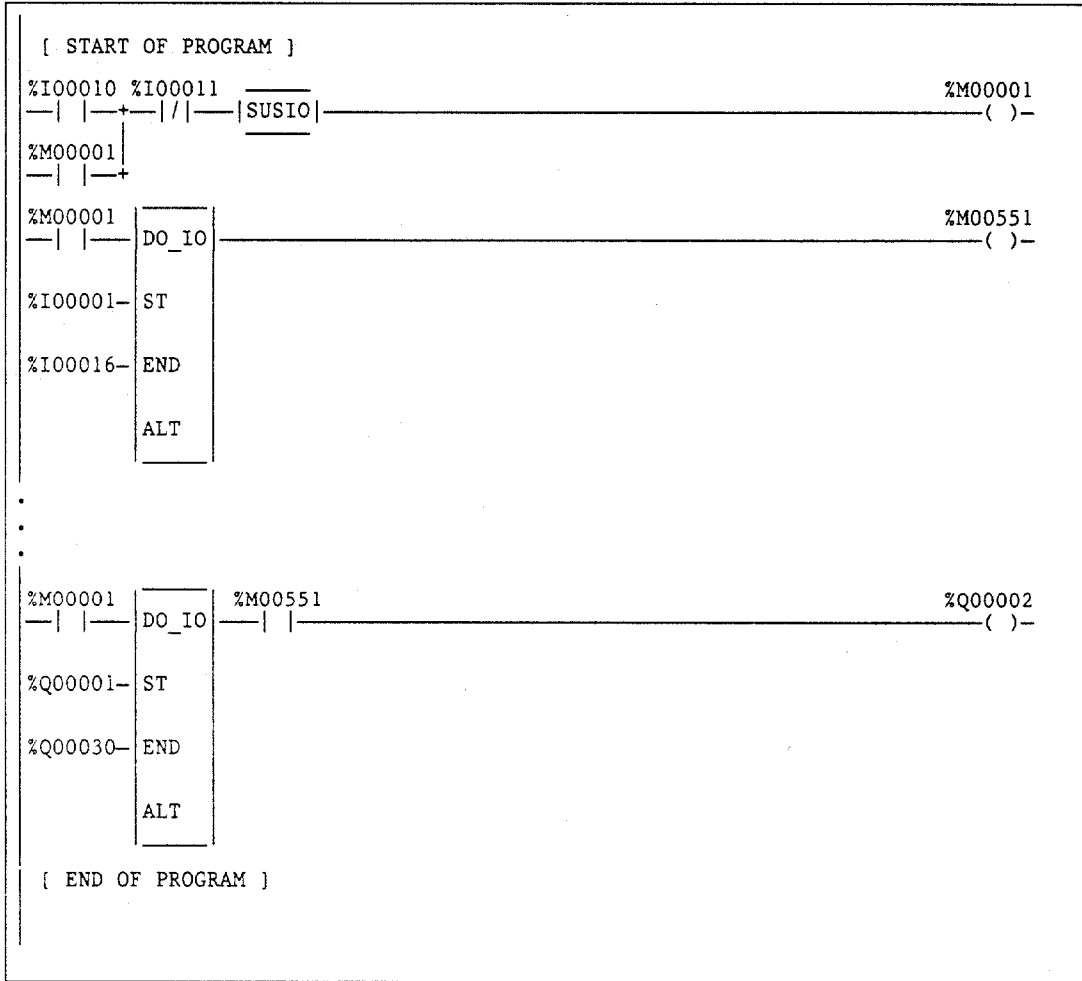 [ START OF PROGRAM ]
%I00010 %I00011 %M00001
SUSIO
%M00001
%M00001 %M00551
DO_IO
%I00001 ST
%I00016 END
ALT
%M00001 %M00551 %Q00002
DO_IO
%Q00001 ST
%Q00030 END
ALT
[ END OF PROGRAM ]